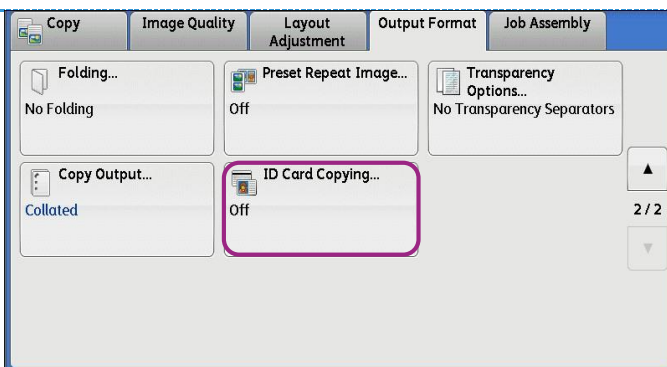 Copy
Image Quality
Layout
Adjustment
Output Format
Job Assembly
Folding...
No Folding
Preset Repeat Image...
Off
Transparency
Options...
No Transparency Separators
Copy Output...
Collated
ID Card Copying...
Off
2/2